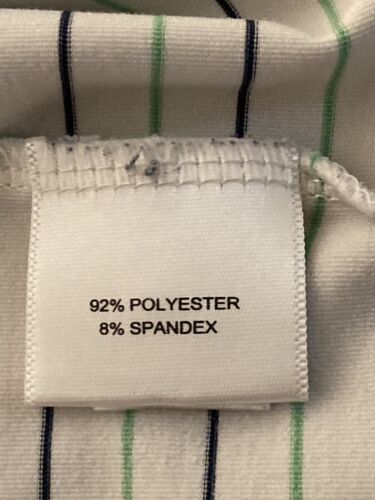 92% POLYESTER
8% SPANDEX